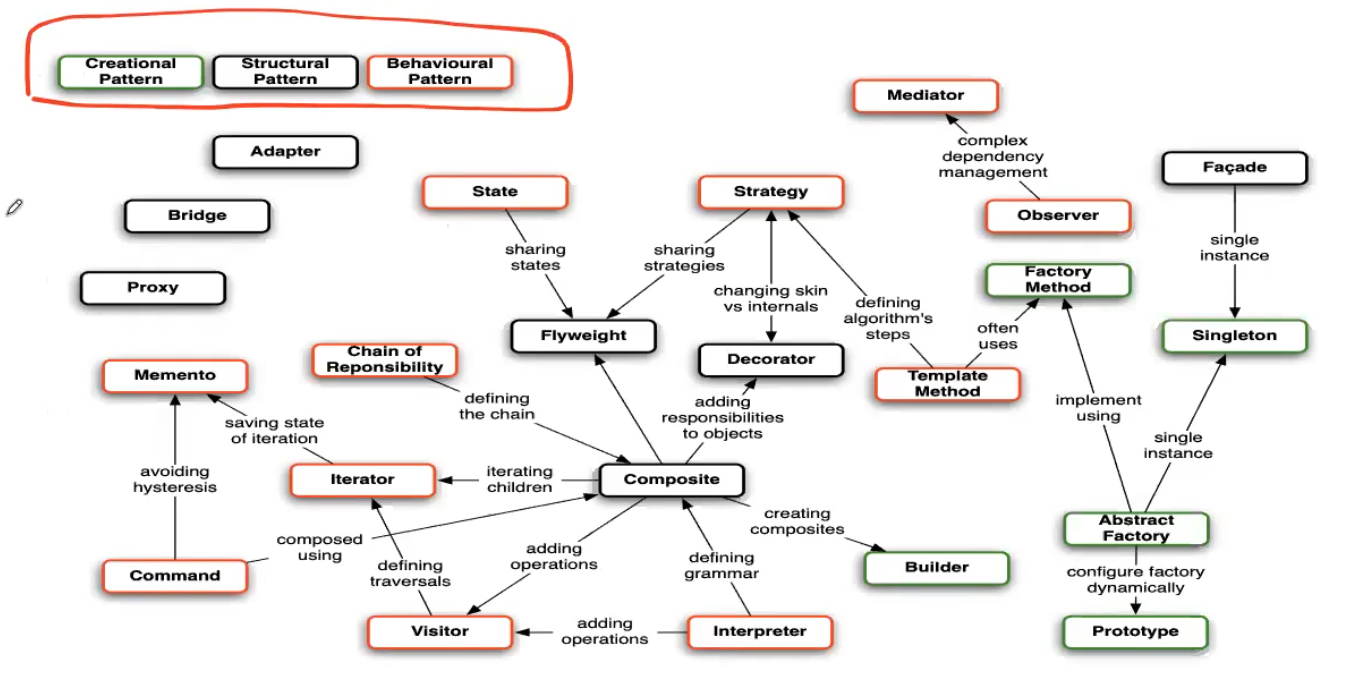 Creational
Pattern
Structural
Pattern
Behavioural
Pattern
Mediator
Adapter
complex
dependency
management
Façade
State
Strategy
Bridge
Observer
sharing
states
sharing
strategies
single
instance
Factory
Method
Proxy
changing skin
vs internals
defining
algorithm's
steps
often
uses
Flyweight
Singleton
Chain of
Reponsibility
Decorator
Memento
Template
Method
defining
the chain
adding
responsibilities
to objects
implement
using
saving state
of iteration
single
instance
avoiding
hysteresis
Iterator
iterating
children
Composite
creating
composites
Abstract
Factory
composed
using
adding
operations
defining
grammar
defining
traversals
Command
Builder
configure factory
dynamically
Visitor
adding
operations
Interpreter
Prototype